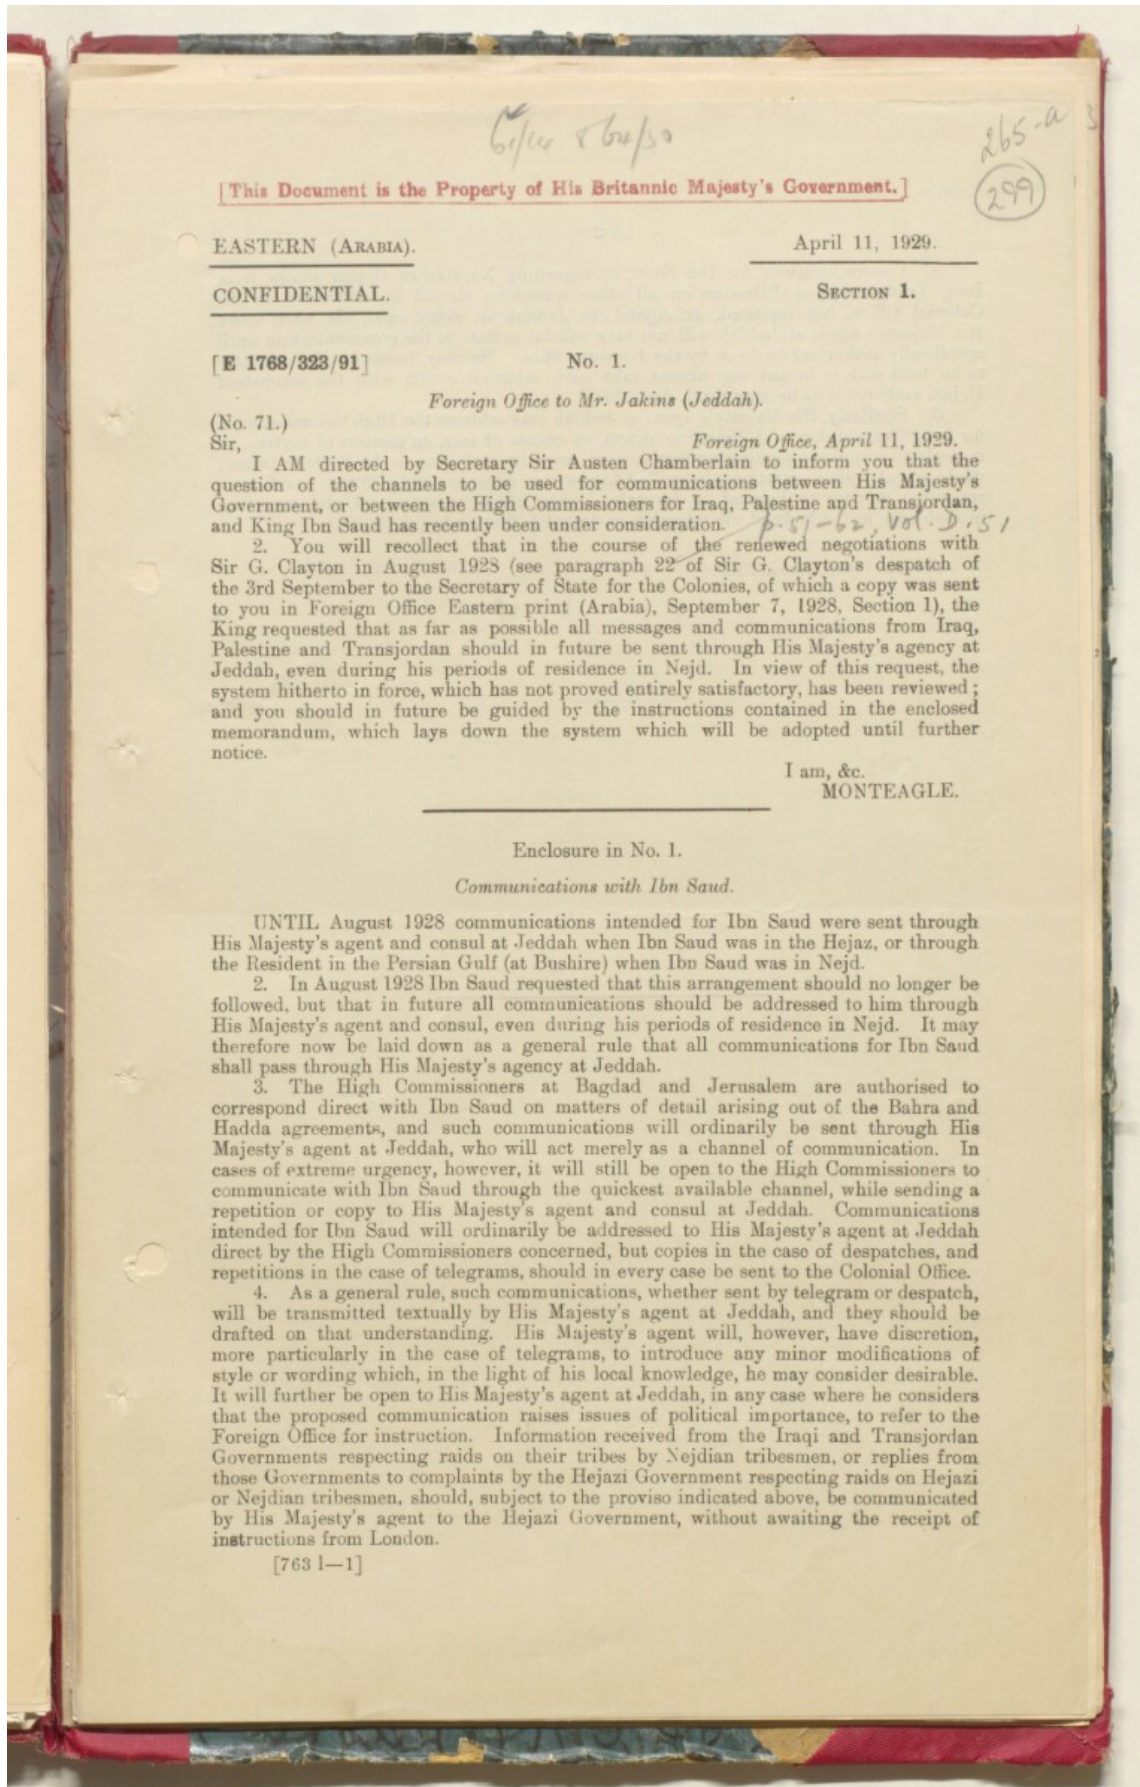 265-a
299
[This Document is the Property of His Britannic Majesty's Government.]
EASTERN (ARABIA).
April 11, 1929.
CONFIDENTIAL.
SECTION 1.
[E 1768/323/91]
No. 1.
Foreign Office to Mr. Jakins (Jeddah).
(No. 71.)
Sir,
Foreign Office, April 11, 1929.
I AM directed by Secretary Sir Austen Chamberlain to inform you that the
question of the channels to be used for communications between His Majesty's
Government, or between the High Commissioners for Iraq, Palestine and Transjordan,
and King Ibn Saud has recently been under consideration.
p. 51-62, Vol. D. 51
2. You will recollect that in the course of the renewed negotiations with
Sir G. Clayton in August 1928 (see paragraph 22 of Sir G. Clayton's despatch of
the 3rd September to the Secretary of State for the Colonies, of which a copy was sent
to you in Foreign Office Eastern print (Arabia), September 7, 1928, Section 1), the
King requested that as far as possible all messages and communications from Iraq,
Palestine and Transjordan should in future be sent through His Majesty's agency at
Jeddah, even during his periods of residence in Nejd. In view of this request, the
system hitherto in force, which has not proved entirely satisfactory, has been reviewed;
and you should in future be guided by the instructions contained in the enclosed
memorandum, which lays down the system which will be adopted until further
notice.
I am, &c.
MONTEAGLE.
Enclosure in No. 1.
Communications with Ibn Saud.
UNTIL August 1928 communications intended for Ibn Saud were sent through
His Majesty's agent and consul at Jeddah when Ibn Saud was in the Hejaz, or through
the Resident in the Persian Gulf (at Bushire) when Ibn Saud was in Nejd.
2. In August 1928 Ibn Saud requested that this arrangement should no longer be
followed, but that in future all communications should be addressed to him through
His Majesty's agent and consul, even during his periods of residence in Nejd. It may
therefore now be laid down as a general rule that all communications for Ibn Saud
shall pass through His Majesty's agency at Jeddah.
3. The High Commissioners at Bagdad and Jerusalem are authorised to
correspond direct with Ibn Saud on matters of detail arising out of the Bahra and
Hadda agreements, and such communications will ordinarily be sent through His
Majesty's agent at Jeddah, who will act merely as a channel of communication. In
cases of extreme urgency, however, it will still be open to the High Commissioners to
communicate with Ibn Saud through the quickest available channel, while sending a
repetition or copy to His Majesty's agent and consul at Jeddah. Communications
intended for Ibn Saud will ordinarily be addressed to His Majesty's agent at Jeddah
direct by the High Commissioners concerned, but copies in the case of despatches, and
repetitions in the case of telegrams, should in every case be sent to the Colonial Office.
4. As a general rule, such communications, whether sent by telegram or despatch,
will be transmitted textually by His Majesty's agent at Jeddah, and they should be
drafted on that understanding. His Majesty's agent will, however, have discretion,
more particularly in the case of telegrams, to introduce any minor modifications of
style or wording which, in the light of his local knowledge, he may consider desirable.
It will further be open to His Majesty's agent at Jeddah, in any case where he considers
that the proposed communication raises issues of political importance, to refer to the
Foreign Office for instruction. Information received from the Iraqi and Transjordan
Governments respecting raids on their tribes by Nejdian tribesmen, or replies from
those Governments to complaints by the Hejazi Government respecting raids on Hejazi
or Nejdian tribesmen, should, subject to the proviso indicated above, be communicated
by His Majesty's agent to the Hejazi Government, without awaiting the receipt of
instructions from London.
[763 l—1]